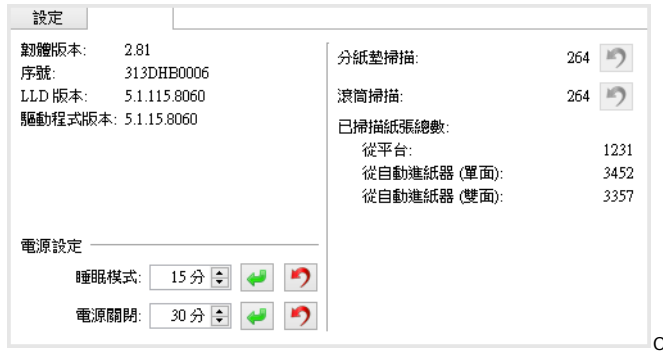 設定
韌體版本: 2.81
序號: 313DHB0006
LLD 版本: 5.1.115.8060
驅動程式版本: 5.1.15.8060
電源設定
睡眠模式: 15 分
電源關閉: 30 分
分紙墊掃描: 264
滾筒掃描: 264
已掃描紙張總數:
從平台: 1231
從自動進紙器 (單面): 3452
從自動進紙器 (雙面): 3357